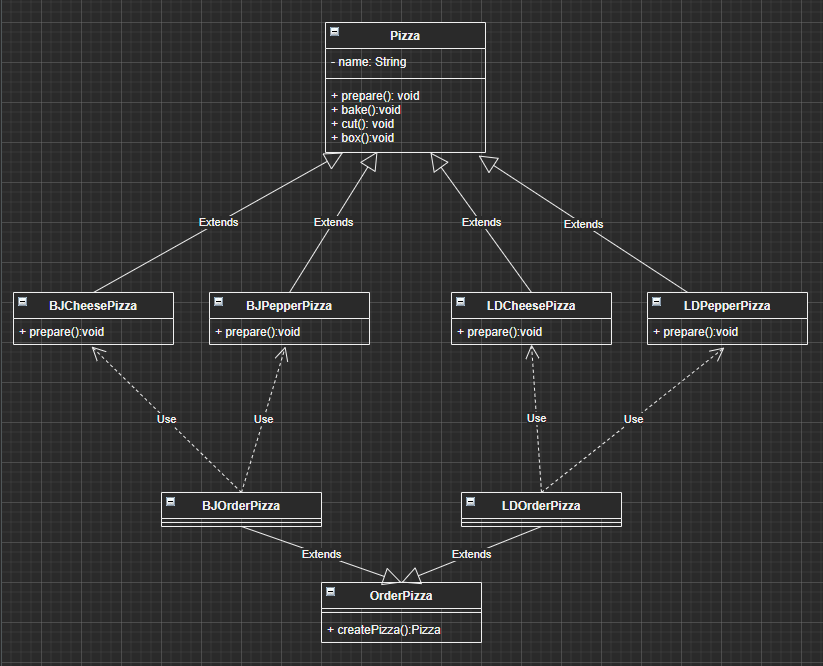 Pizza
- name: String
+ prepare(): void
+ bake():void
+ cut(): void
+ box():void
Extends
Extends
Extends
Extends
BJCheesePizza
+ prepare():void
BJPepperPizza
+ prepare():void
LDCheesePizza
+ prepare():void
LDPepperPizza
+ prepare():void
Use
Use
Use
Use
BJOrderPizza
LDOrderPizza
Extends
Extends
OrderPizza
+ createPizza():Pizza